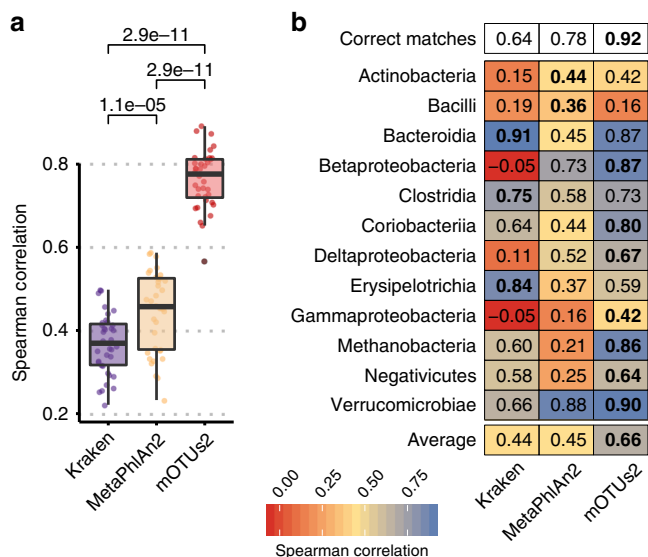 a
2.9e−11
2.9e−11
1.1e−05
Spearman correlation
0.8
0.6
0.4
0.2
Kraken
MetaPhlAn2
mOTUs2
b
Correct matches 0.64 0.78 0.92
Actinobacteria 0.15 0.44 0.42
Bacilli 0.19 0.36 0.16
Bacteroidia 0.91 0.45 0.87
Betaproteobacteria −0.05 0.73 0.87
Clostridia 0.75 0.58 0.73
Coriobacteriia 0.64 0.44 0.80
Deltaproteobacteria 0.11 0.52 0.67
Erysipelotrichia 0.84 0.37 0.59
Gammaproteobacteria −0.05 0.16 0.42
Methanobacteria 0.60 0.21 0.86
Negativicutes 0.58 0.25 0.64
Verrucomicrobiae 0.66 0.88 0.90
Average 0.44 0.45 0.66
Kraken
MetaPhlAn2
mOTUs2
0.00 0.25 0.50 0.75
Spearman correlation